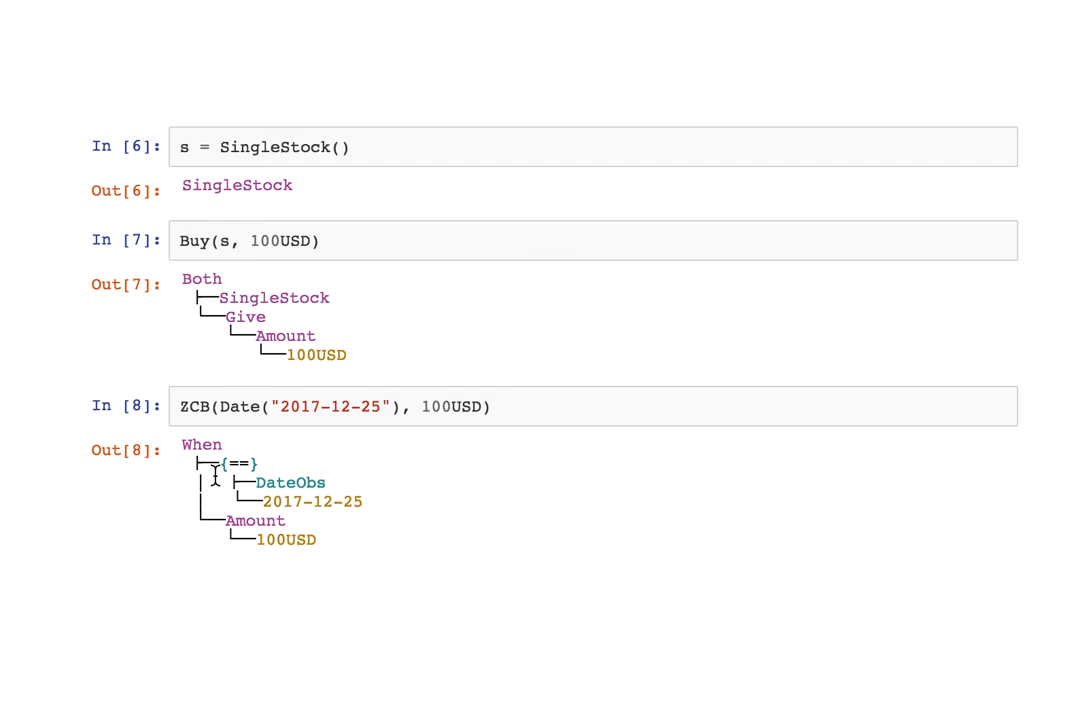 In [6]: s = SingleStock()
Out[6]: SingleStock
In [7]: Buy(s, 100USD)
Out[7]: Both
├──SingleStock
└──Give
└──Amount
└──100USD
In [8]: ZCB(Date("2017-12-25"), 100USD)
Out[8]: When
├──{==}
│ ├──DateObs
│ └──2017-12-25
└──Amount
└──100USD